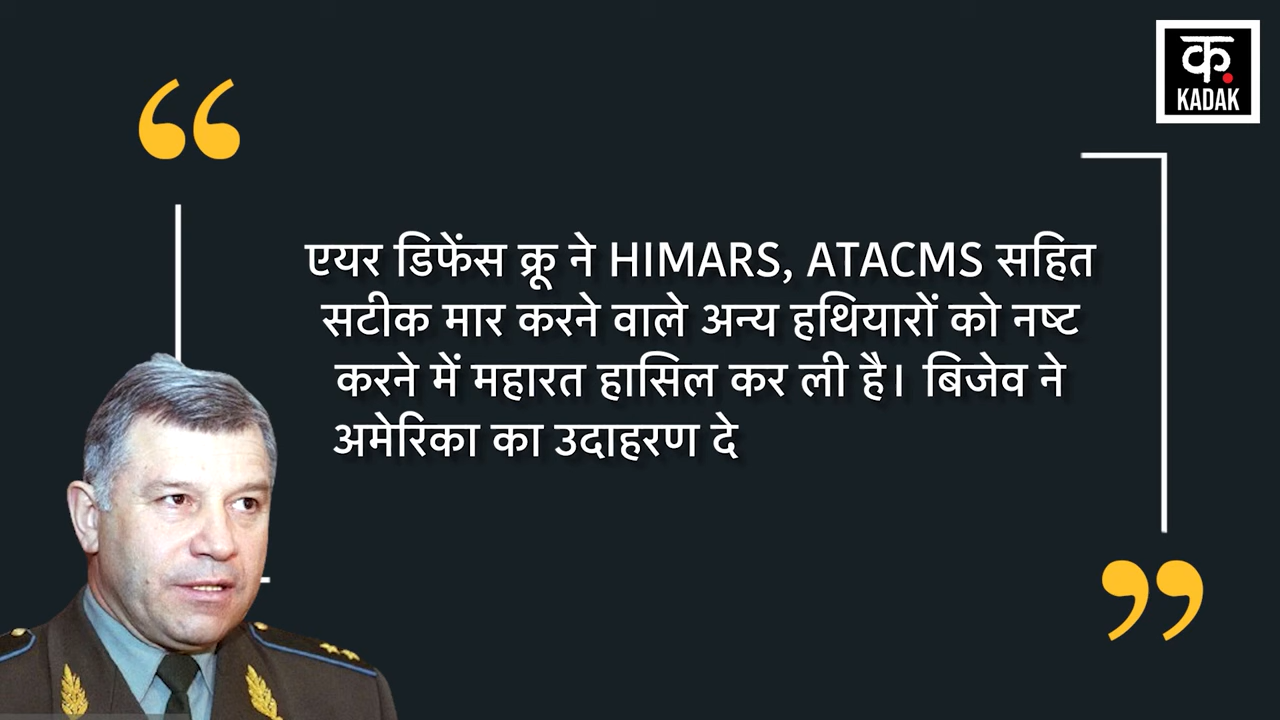 क.
KADAK
“
एयर डिफेंस क्रू ने HIMARS, ATACMS सहित
सटीक मार करने वाले अन्य हथियारों को नष्ट
करने में महारत हासिल कर ली है। बिजेव ने
अमेरिका का उदाहरण दे
”